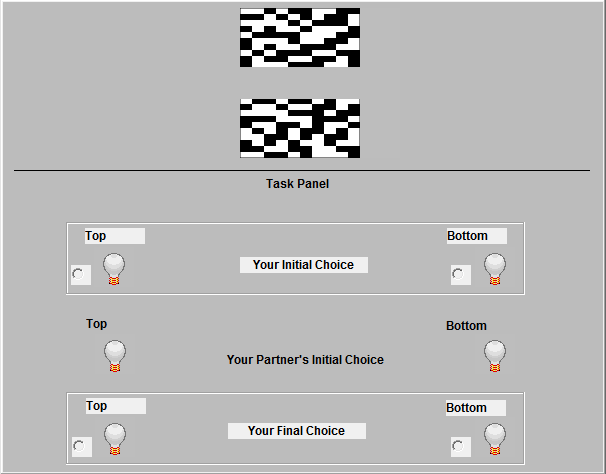 Task Panel
Top
Bottom
Your Initial Choice
Top
Bottom
Your Partner's Initial Choice
Top
Bottom
Your Final Choice